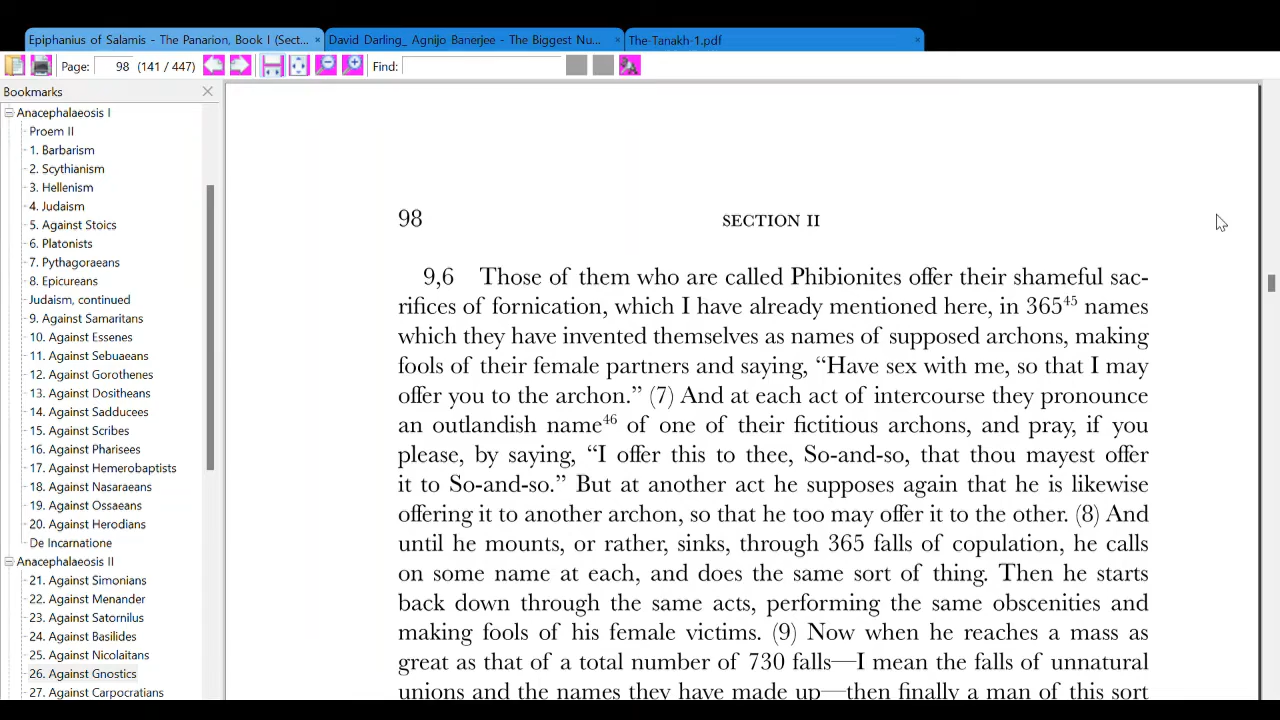 Epiphanius of Salamis - The Panarion, Book I (Sect...
David Darling_ Agnijo Banerjee - The Biggest Nu...
The-Tanakh-1.pdf
Page: 98 (141 / 447) Find:
Bookmarks
Anacephalaeosis I
Proem II
1. Barbarism
2. Scythianism
3. Hellenism
4. Judaism
5. Against Stoics
6. Platonists
7. Pythagoraeans
8. Epicureans
Judaism, continued
9. Against Samaritans
10. Against Essenes
11. Against Sebuaeans
12. Against Gorothenes
13. Against Dositheans
14. Against Sadducees
15. Against Scribes
16. Against Pharisees
17. Against Hemerobaptists
18. Against Nasaraeans
19. Against Ossaeans
20. Against Herodians
De Incarnatione
Anacephalaeosis II
21. Against Simonians
22. Against Menander
23. Against Satornilus
24. Against Basilides
25. Against Nicolaitans
26. Against Gnostics
27. Against Carpocratians
98 SECTION II
9,6 Those of them who are called Phibionites offer their shameful sac-
rifices of fornication, which I have already mentioned here, in 365⁴⁵ names
which they have invented themselves as names of supposed archons, making
fools of their female partners and saying, “Have sex with me, so that I may
offer you to the archon.” (7) And at each act of intercourse they pronounce
an outlandish name⁴⁶ of one of their fictitious archons, and pray, if you
please, by saying, “I offer this to thee, So-and-so, that thou mayest offer
it to So-and-so.” But at another act he supposes again that he is likewise
offering it to another archon, so that he too may offer it to the other. (8) And
until he mounts, or rather, sinks, through 365 falls of copulation, he calls
on some name at each, and does the same sort of thing. Then he starts
back down through the same acts, performing the same obscenities and
making fools of his female victims. (9) Now when he reaches a mass as
great as that of a total number of 730 falls—I mean the falls of unnatural
unions and the names they have made up—then finally a man of this sort